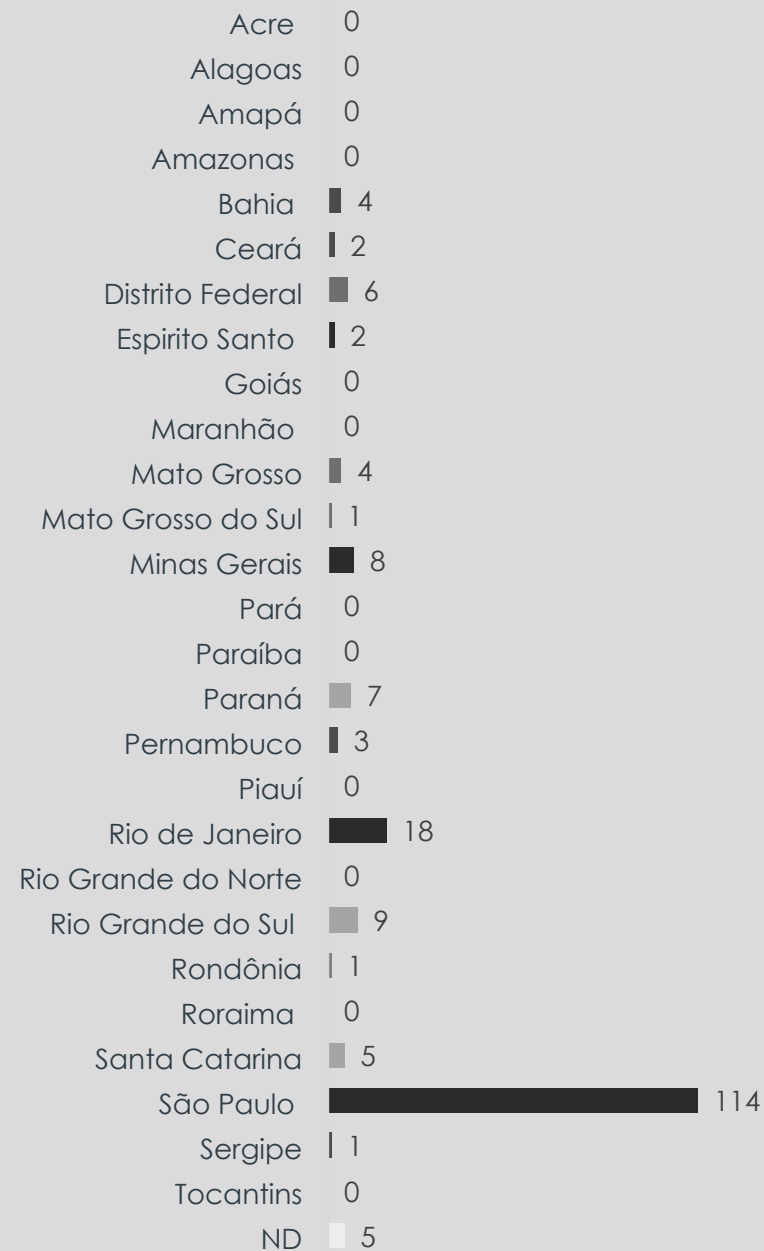 Acre 0
Alagoas 0
Amapá 0
Amazonas 0
Bahia 4
Ceará 2
Distrito Federal 6
Espirito Santo 2
Goiás 0
Maranhão 0
Mato Grosso 4
Mato Grosso do Sul 1
Minas Gerais 8
Pará 0
Paraíba 0
Paraná 7
Pernambuco 3
Piauí 0
Rio de Janeiro 18
Rio Grande do Norte 0
Rio Grande do Sul 9
Rondônia 1
Roraima 0
Santa Catarina 5
São Paulo 114
Sergipe 1
Tocantins 0
ND 5